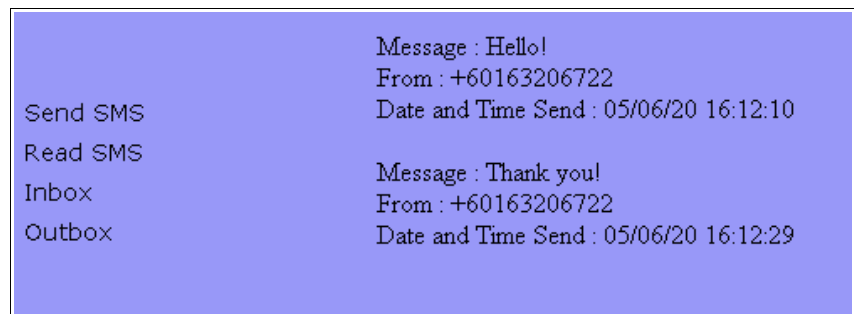 Send SMS
Read SMS
Inbox
Outbox
Message : Hello!
From : +60163206722
Date and Time Send : 05/06/20 16:12:10
Message : Thank you!
From : +60163206722
Date and Time Send : 05/06/20 16:12:29